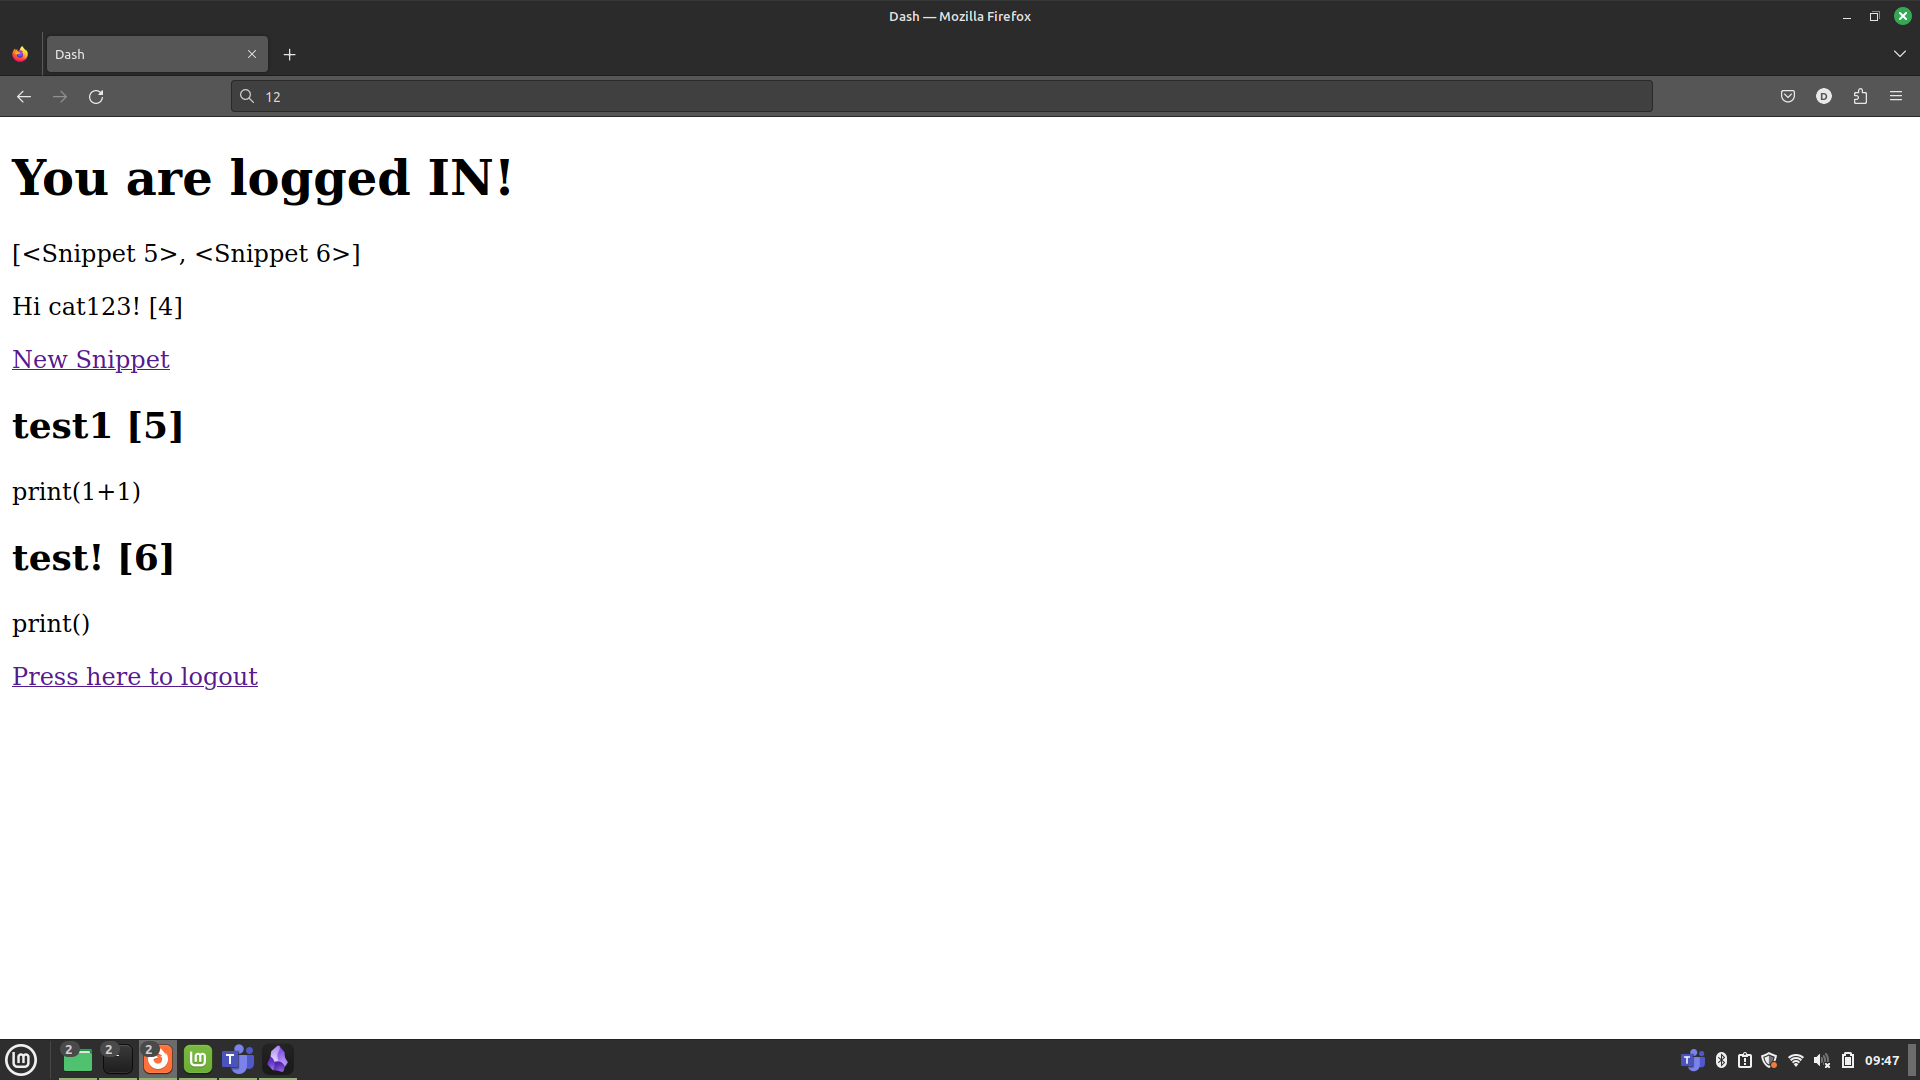 Dash — Mozilla Firefox
Dash
12
D
You are logged IN!
[<Snippet 5>, <Snippet 6>]
Hi cat123! [4]
New Snippet
test1 [5]
print(1+1)
test! [6]
print()
Press here to logout
2
2
2
T
T
09:47